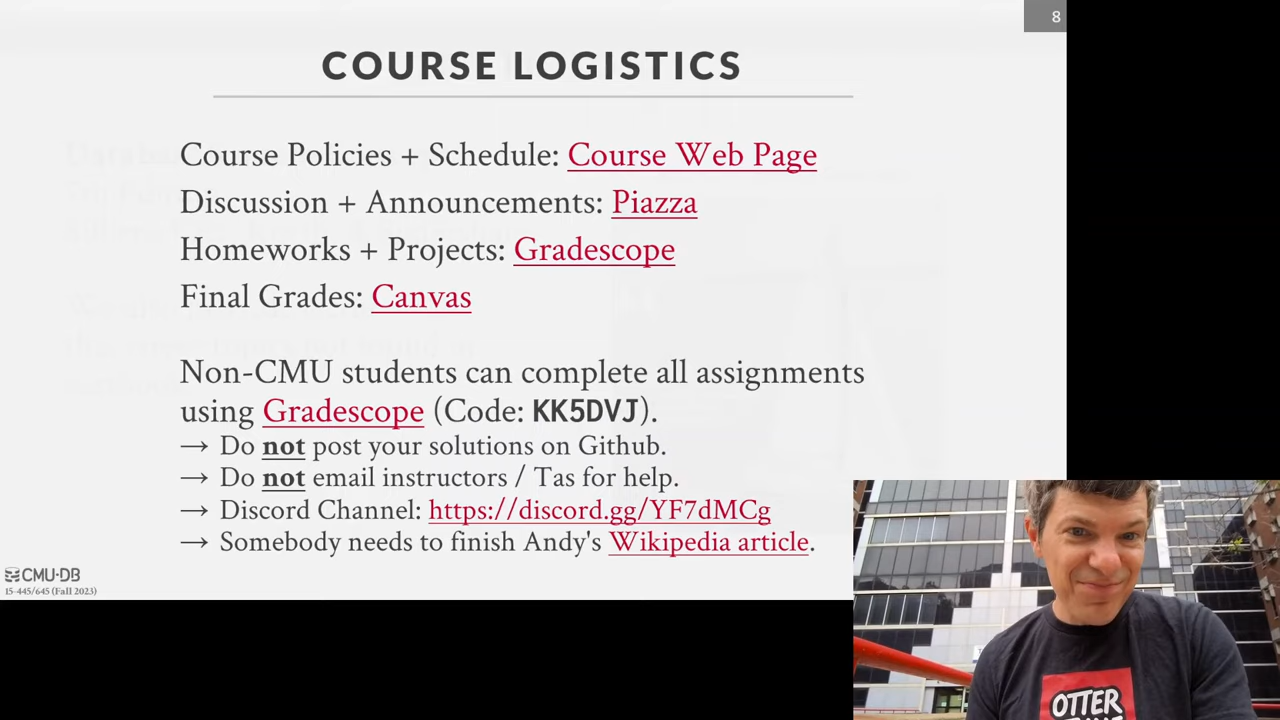 8
COURSE LOGISTICS
Course Policies + Schedule: Course Web Page
Discussion + Announcements: Piazza
Homeworks + Projects: Gradescope
Final Grades: Canvas
Non-CMU students can complete all assignments
using Gradescope (Code: KK5DVJ).
→ Do not post your solutions on Github.
→ Do not email instructors / Tas for help.
→ Discord Channel: https://discord.gg/YF7dMCg
→ Somebody needs to finish Andy's Wikipedia article.
CMU·DB
15-445/645 (Fall 2023)
OTTER